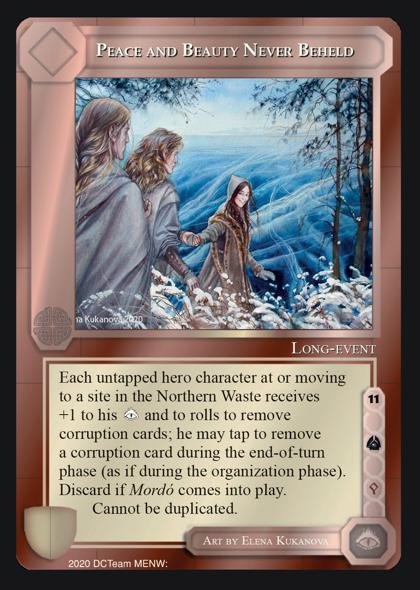 Peace and Beauty Never Beheld
na Kukanova 2020
Long-event
Each untapped hero character at or moving
to a site in the Northern Waste receives
+1 to his and to rolls to remove
corruption cards; he may tap to remove
a corruption card during the end-of-turn
phase (as if during the organization phase).
Discard if Mordó comes into play.
Cannot be duplicated.
11
Art by Elena Kukanova
2020 DCTeam MENW: